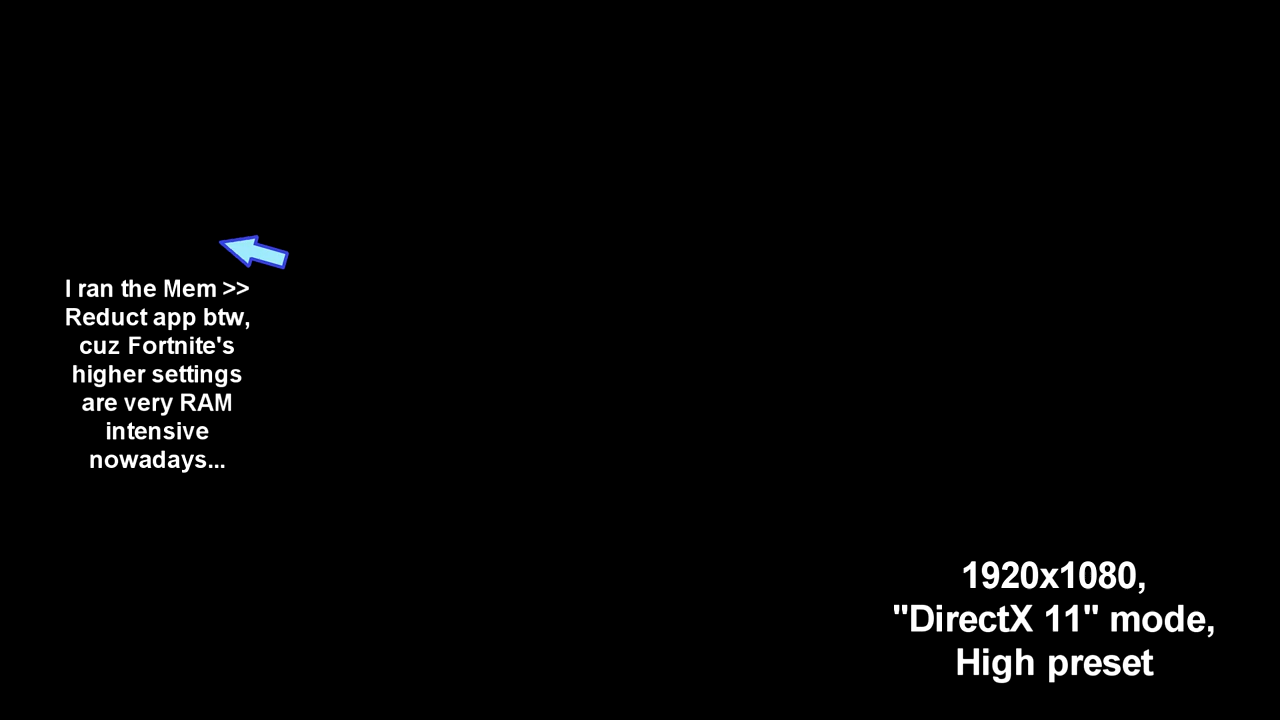 I ran the Mem >>
Reduct app btw,
cuz Fortnite's
higher settings
are very RAM
intensive
nowadays...
1920x1080,
"DirectX 11" mode,
High preset